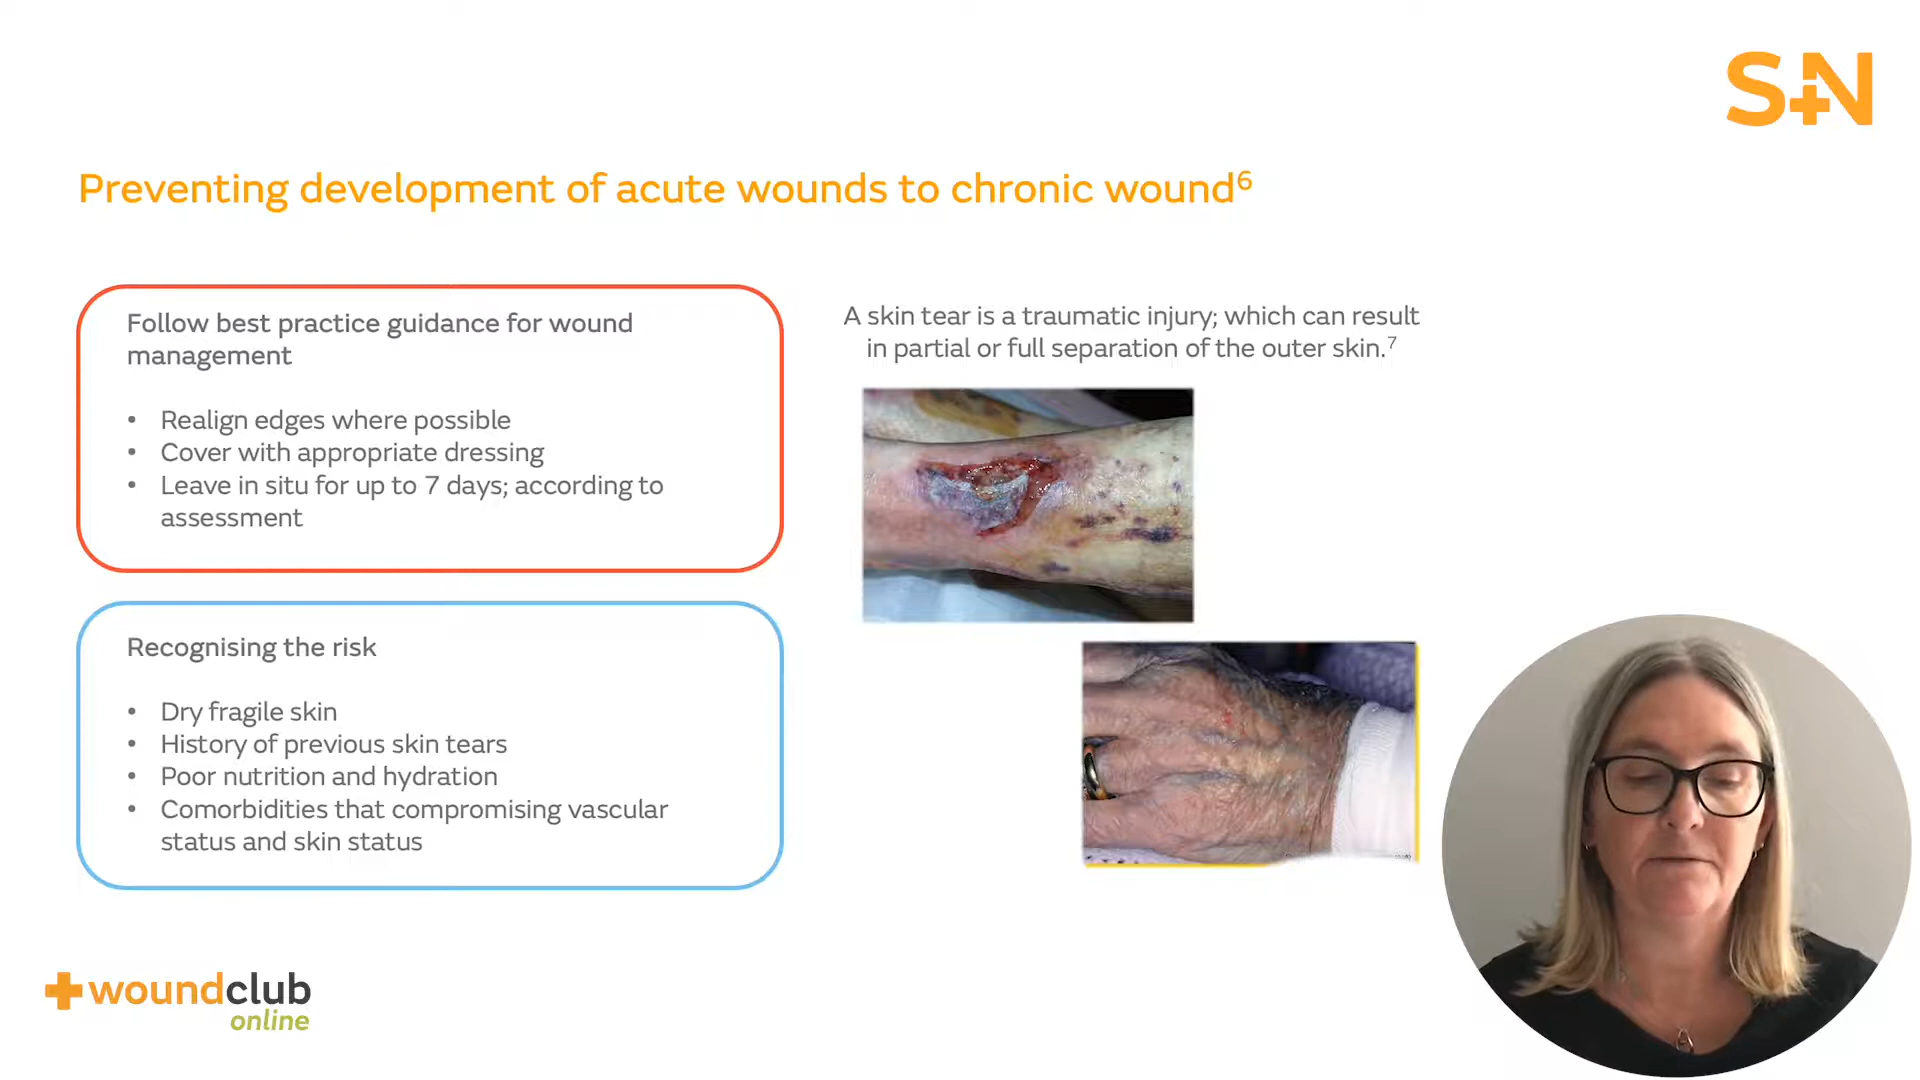 S+N
Preventing development of acute wounds to chronic wound⁶
Follow best practice guidance for wound
management
• Realign edges where possible
• Cover with appropriate dressing
• Leave in situ for up to 7 days; according to
assessment
Recognising the risk
• Dry fragile skin
• History of previous skin tears
• Poor nutrition and hydration
• Comorbidities that compromising vascular
status and skin status
A skin tear is a traumatic injury; which can result
in partial or full separation of the outer skin.⁷
woundclub
online